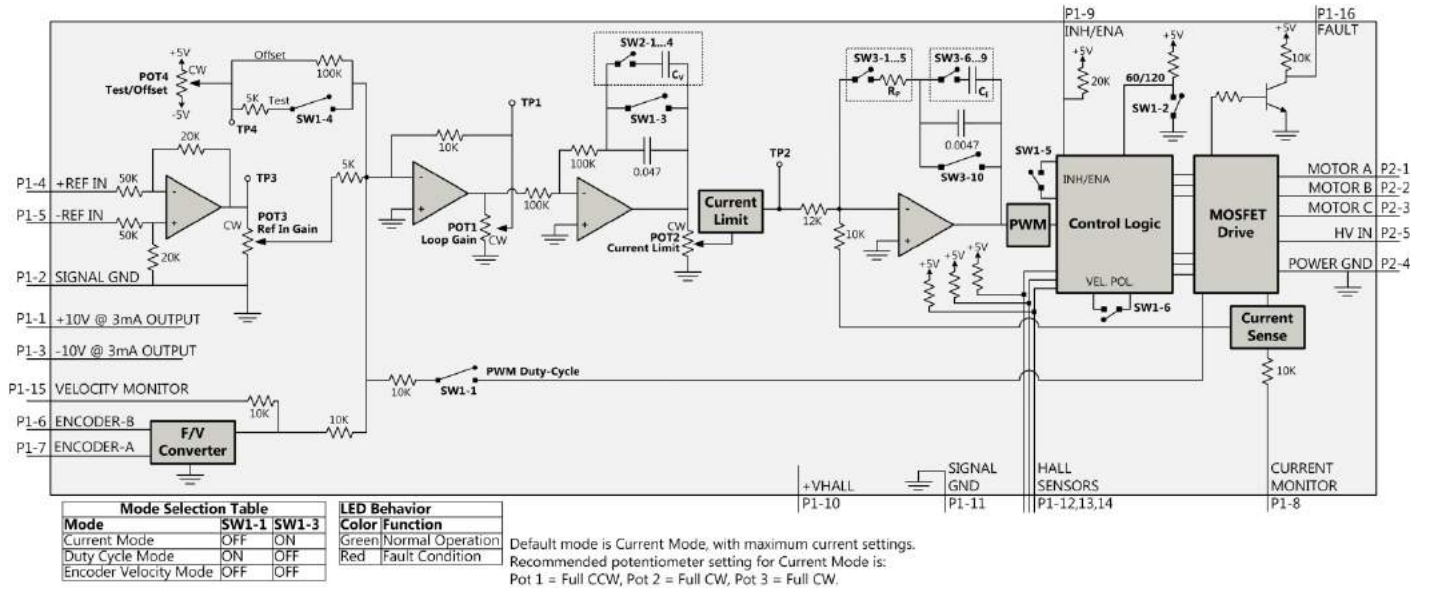 P1-9
INH/ENA
P1-16
FAULT
+5V
CW
POT4
Test/Offset
-5V
Offset
100K
5K
Test
SW1-4
TP4
SW2-1...4
CV
SW1-3
100K
0.047
SW3-1...5
RP
SW3-6...9
CI
0.0047
SW3-10
+5V
20K
60/120
SW1-2
+5V
10K
TP1
10K
TP2
20K
P1-4 +REF IN 50K
P1-5 -REF IN
50K
20K
-
+
TP3
CW
POT3
Ref In Gain
5K
-
+
POT1
Loop Gain
CW
100K
-
+
CW
POT2
Current Limit
Current
Limit
12K
10K
-
+
SW1-5
INH/ENA
PWM
Control Logic
VEL. POL.
SW1-6
MOSFET
Drive
MOTOR A P2-1
MOTOR B P2-2
MOTOR C P2-3
HV IN P2-5
POWER GND P2-4
+5V
+5V
+5V
Current
Sense
10K
P1-2 SIGNAL GND
P1-1 +10V @ 3mA OUTPUT
P1-3 -10V @ 3mA OUTPUT
P1-15 VELOCITY MONITOR
10K
10K
SW1-1
PWM Duty-Cycle
P1-6 ENCODER-B
P1-7 ENCODER-A
F/V
Converter
10K
+VHALL
P1-10
SIGNAL
GND
P1-11
HALL
SENSORS
P1-12,13,14
CURRENT
MONITOR
P1-8
Mode Selection Table
Mode SW1-1 SW1-3
Current Mode OFF ON
Duty Cycle Mode ON OFF
Encoder Velocity Mode OFF OFF
LED Behavior
Color Function
Green Normal Operation
Red Fault Condition
Default mode is Current Mode, with maximum current settings.
Recommended potentiometer setting for Current Mode is:
Pot 1 = Full CCW, Pot 2 = Full CW, Pot 3 = Full CW.